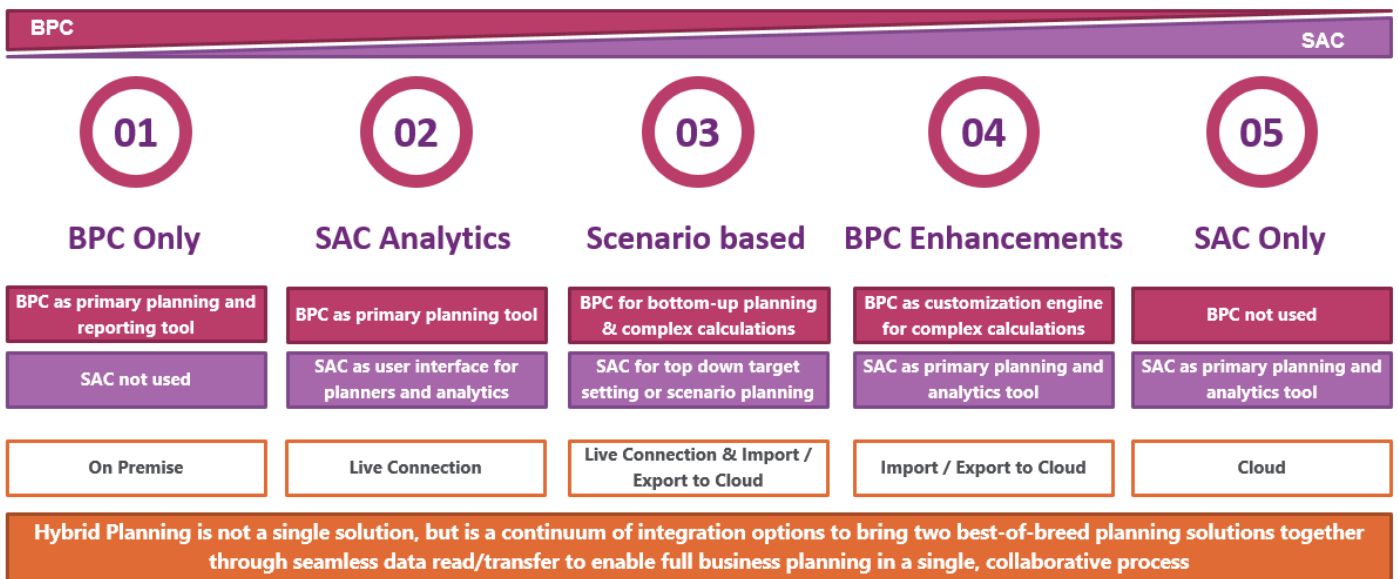 BPC
SAC
01
02
03
04
05
BPC Only
SAC Analytics
Scenario based
BPC Enhancements
SAC Only
BPC as primary planning and
reporting tool
BPC as primary planning tool
BPC for bottom-up planning
& complex calculations
BPC as customization engine
for complex calculations
BPC not used
SAC not used
SAC as user interface for
planners and analytics
SAC for top down target
setting or scenario planning
SAC as primary planning and
analytics tool
SAC as primary planning and
analytics tool
On Premise
Live Connection
Live Connection & Import /
Export to Cloud
Import / Export to Cloud
Cloud
Hybrid Planning is not a single solution, but is a continuum of integration options to bring two best-of-breed planning solutions together
through seamless data read/transfer to enable full business planning in a single, collaborative process